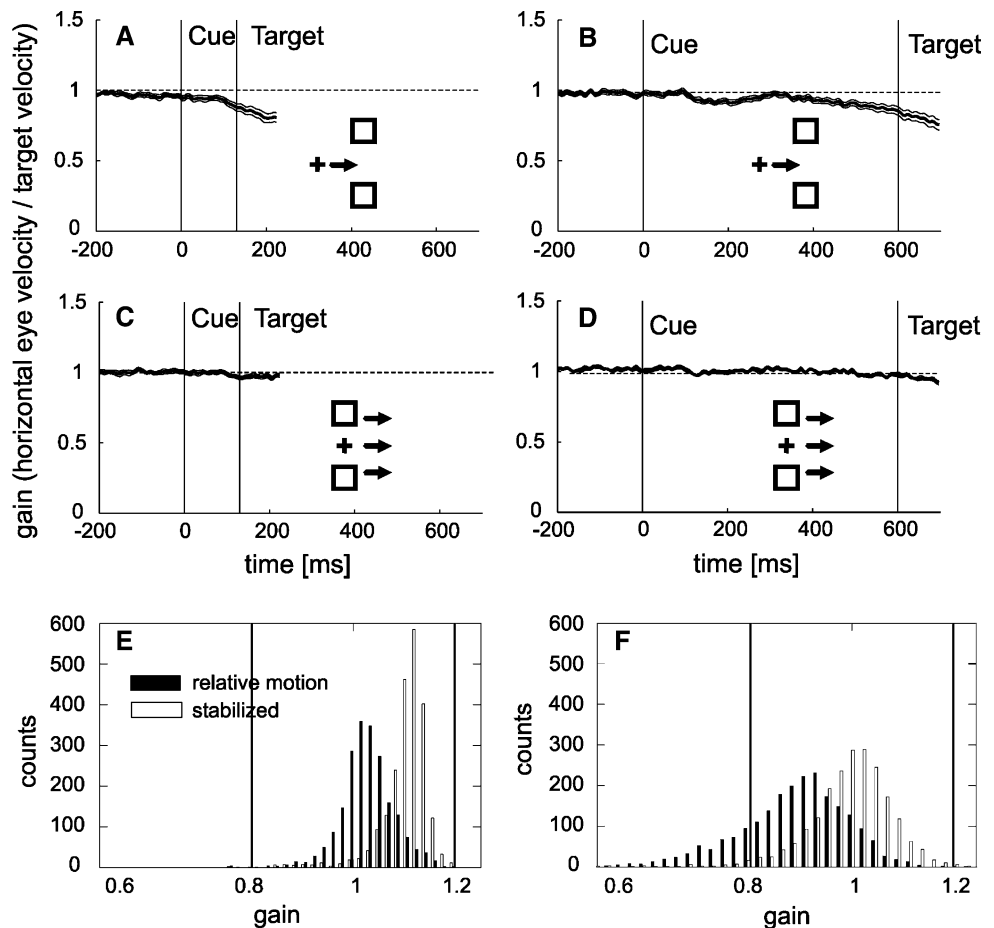 gain (horizontal eye velocity / target velocity)
A
Cue
Target
1.5
1
0.5
0
-200
0
200
400
600
B
Cue
Target
1.5
1
0.5
0
-200
0
200
400
600
C
Cue
Target
1.5
1
0.5
0
-200
0
200
400
600
time [ms]
D
Cue
Target
1.5
1
0.5
0
-200
0
200
400
600
time [ms]
E
relative motion
stabilized
counts
600
500
400
300
200
100
0
0.6
0.8
1
1.2
gain
F
counts
600
500
400
300
200
100
0
0.6
0.8
1
1.2
gain